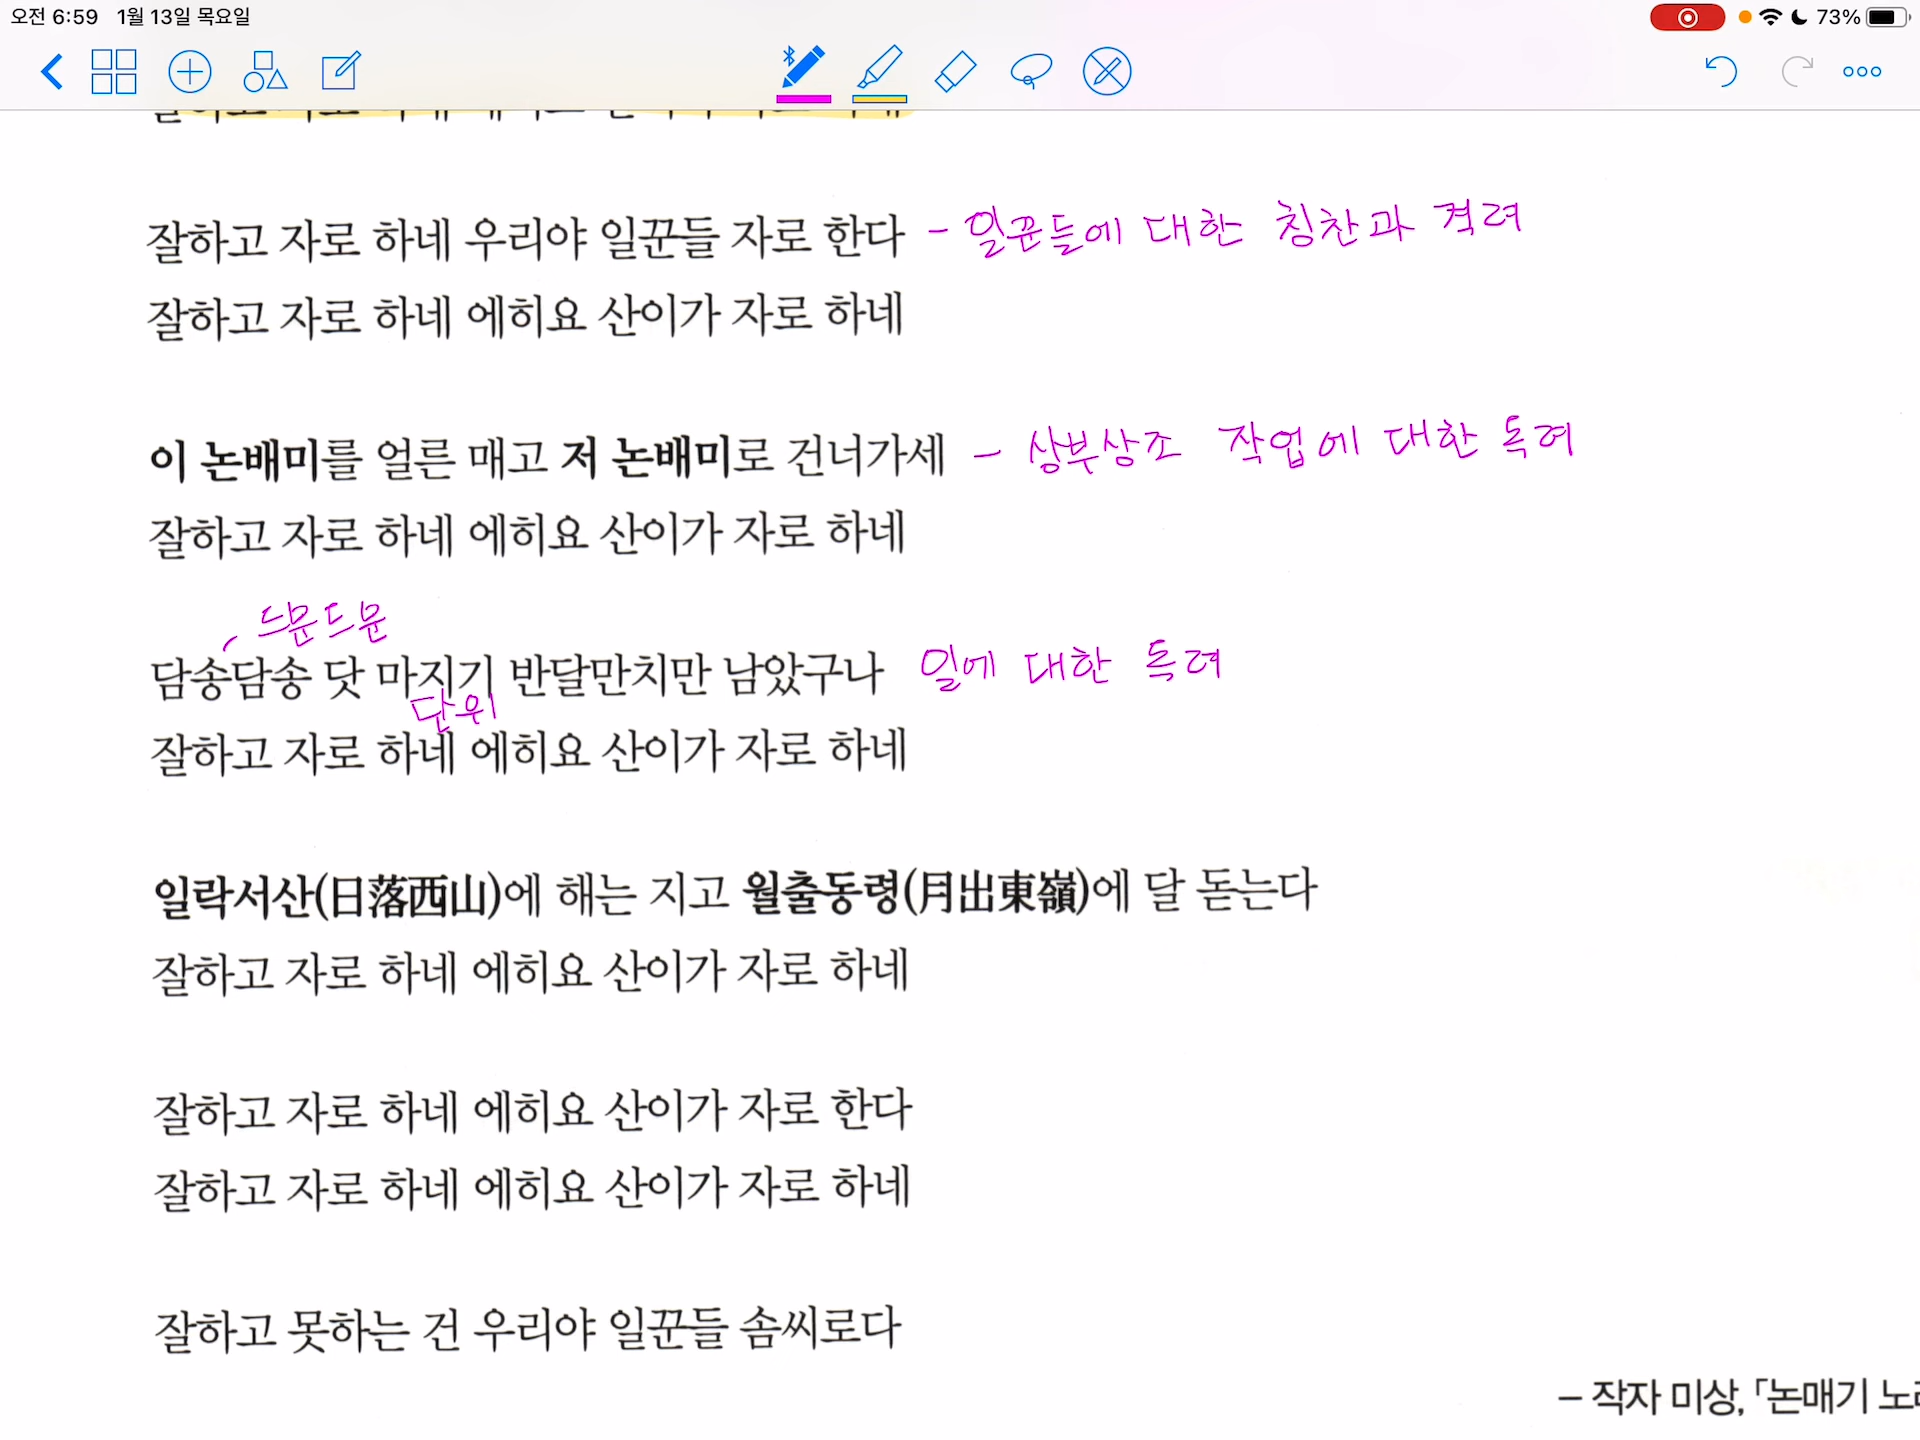 오전 6:59 1월 13일 목요일 73%
잘하고 자로 하네 우리야 일꾼들 자로 한다 - 일꾼들에 대한 칭찬과 격려
잘하고 자로 하네 에히요 산이가 자로 하네
이 논배미를 얼른 매고 저 논배미로 건너가세 - 상부상조 작업에 대한 독려
잘하고 자로 하네 에히요 산이가 자로 하네
드문드문
담송담송 닷 마지기 반달만치만 남았구나 일에 대한 독려
단위
잘하고 자로 하네 에히요 산이가 자로 하네
일락서산(日落西山)에 해는 지고 월출동령(月出東嶺)에 달 돋는다
잘하고 자로 하네 에히요 산이가 자로 하네
잘하고 자로 하네 에히요 산이가 자로 한다
잘하고 자로 하네 에히요 산이가 자로 하네
잘하고 못하는 건 우리야 일꾼들 솜씨로다
– 작자 미상, 「논매기